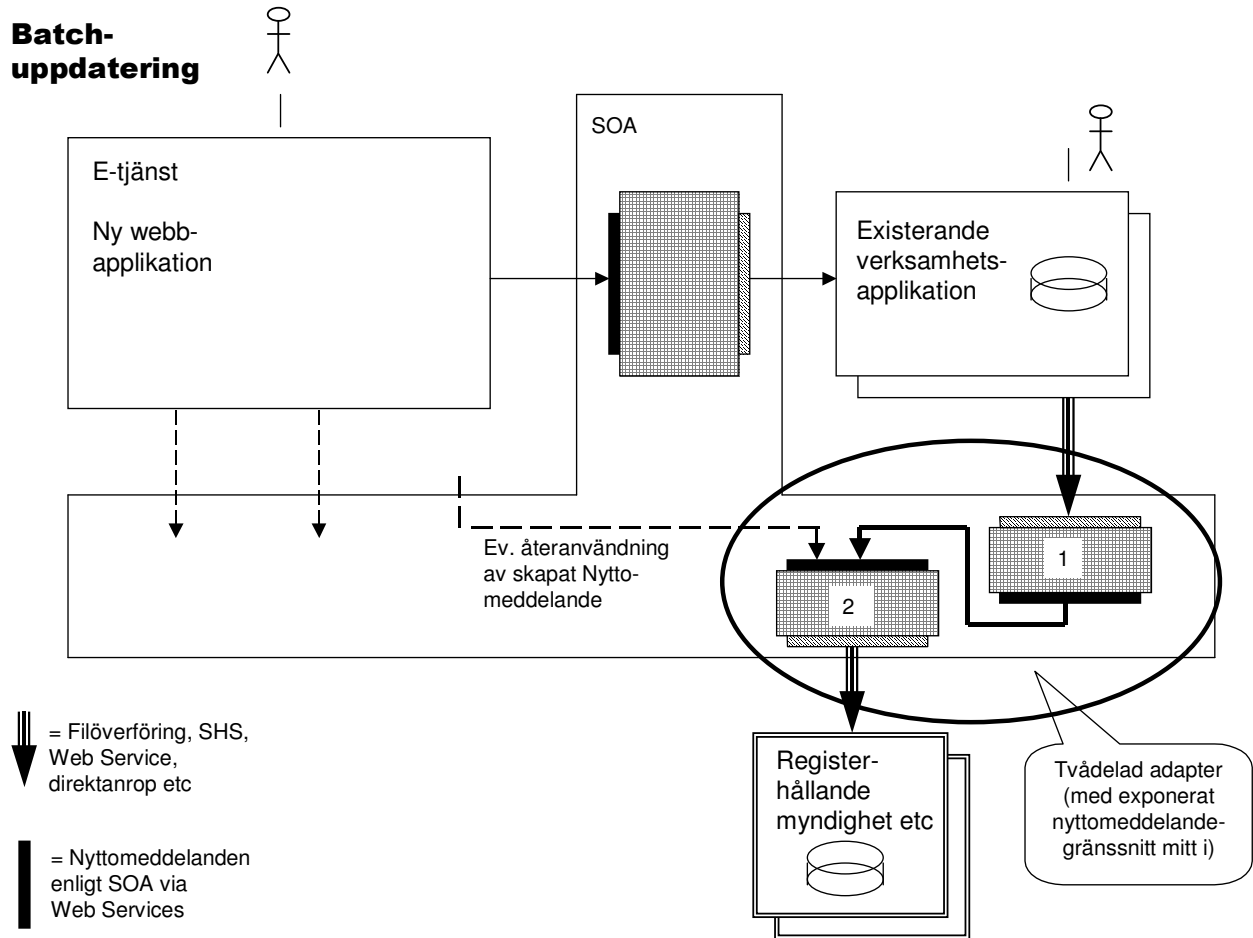 Batch-
uppdatering
SOA
E-tjänst
Ny webb-
applikation
Existerande
verksamhets-
applikation
Ev. återanvändning
av skapat Nytto-
meddelande
1
2
= Filöverföring, SHS,
Web Service,
direktanrop etc
Register-
hållande
myndighet etc
Tvådelad adapter
(med exponerat
nyttomeddelande-
gränssnitt mitt i)
= Nyttomeddelanden
enligt SOA via
Web Services